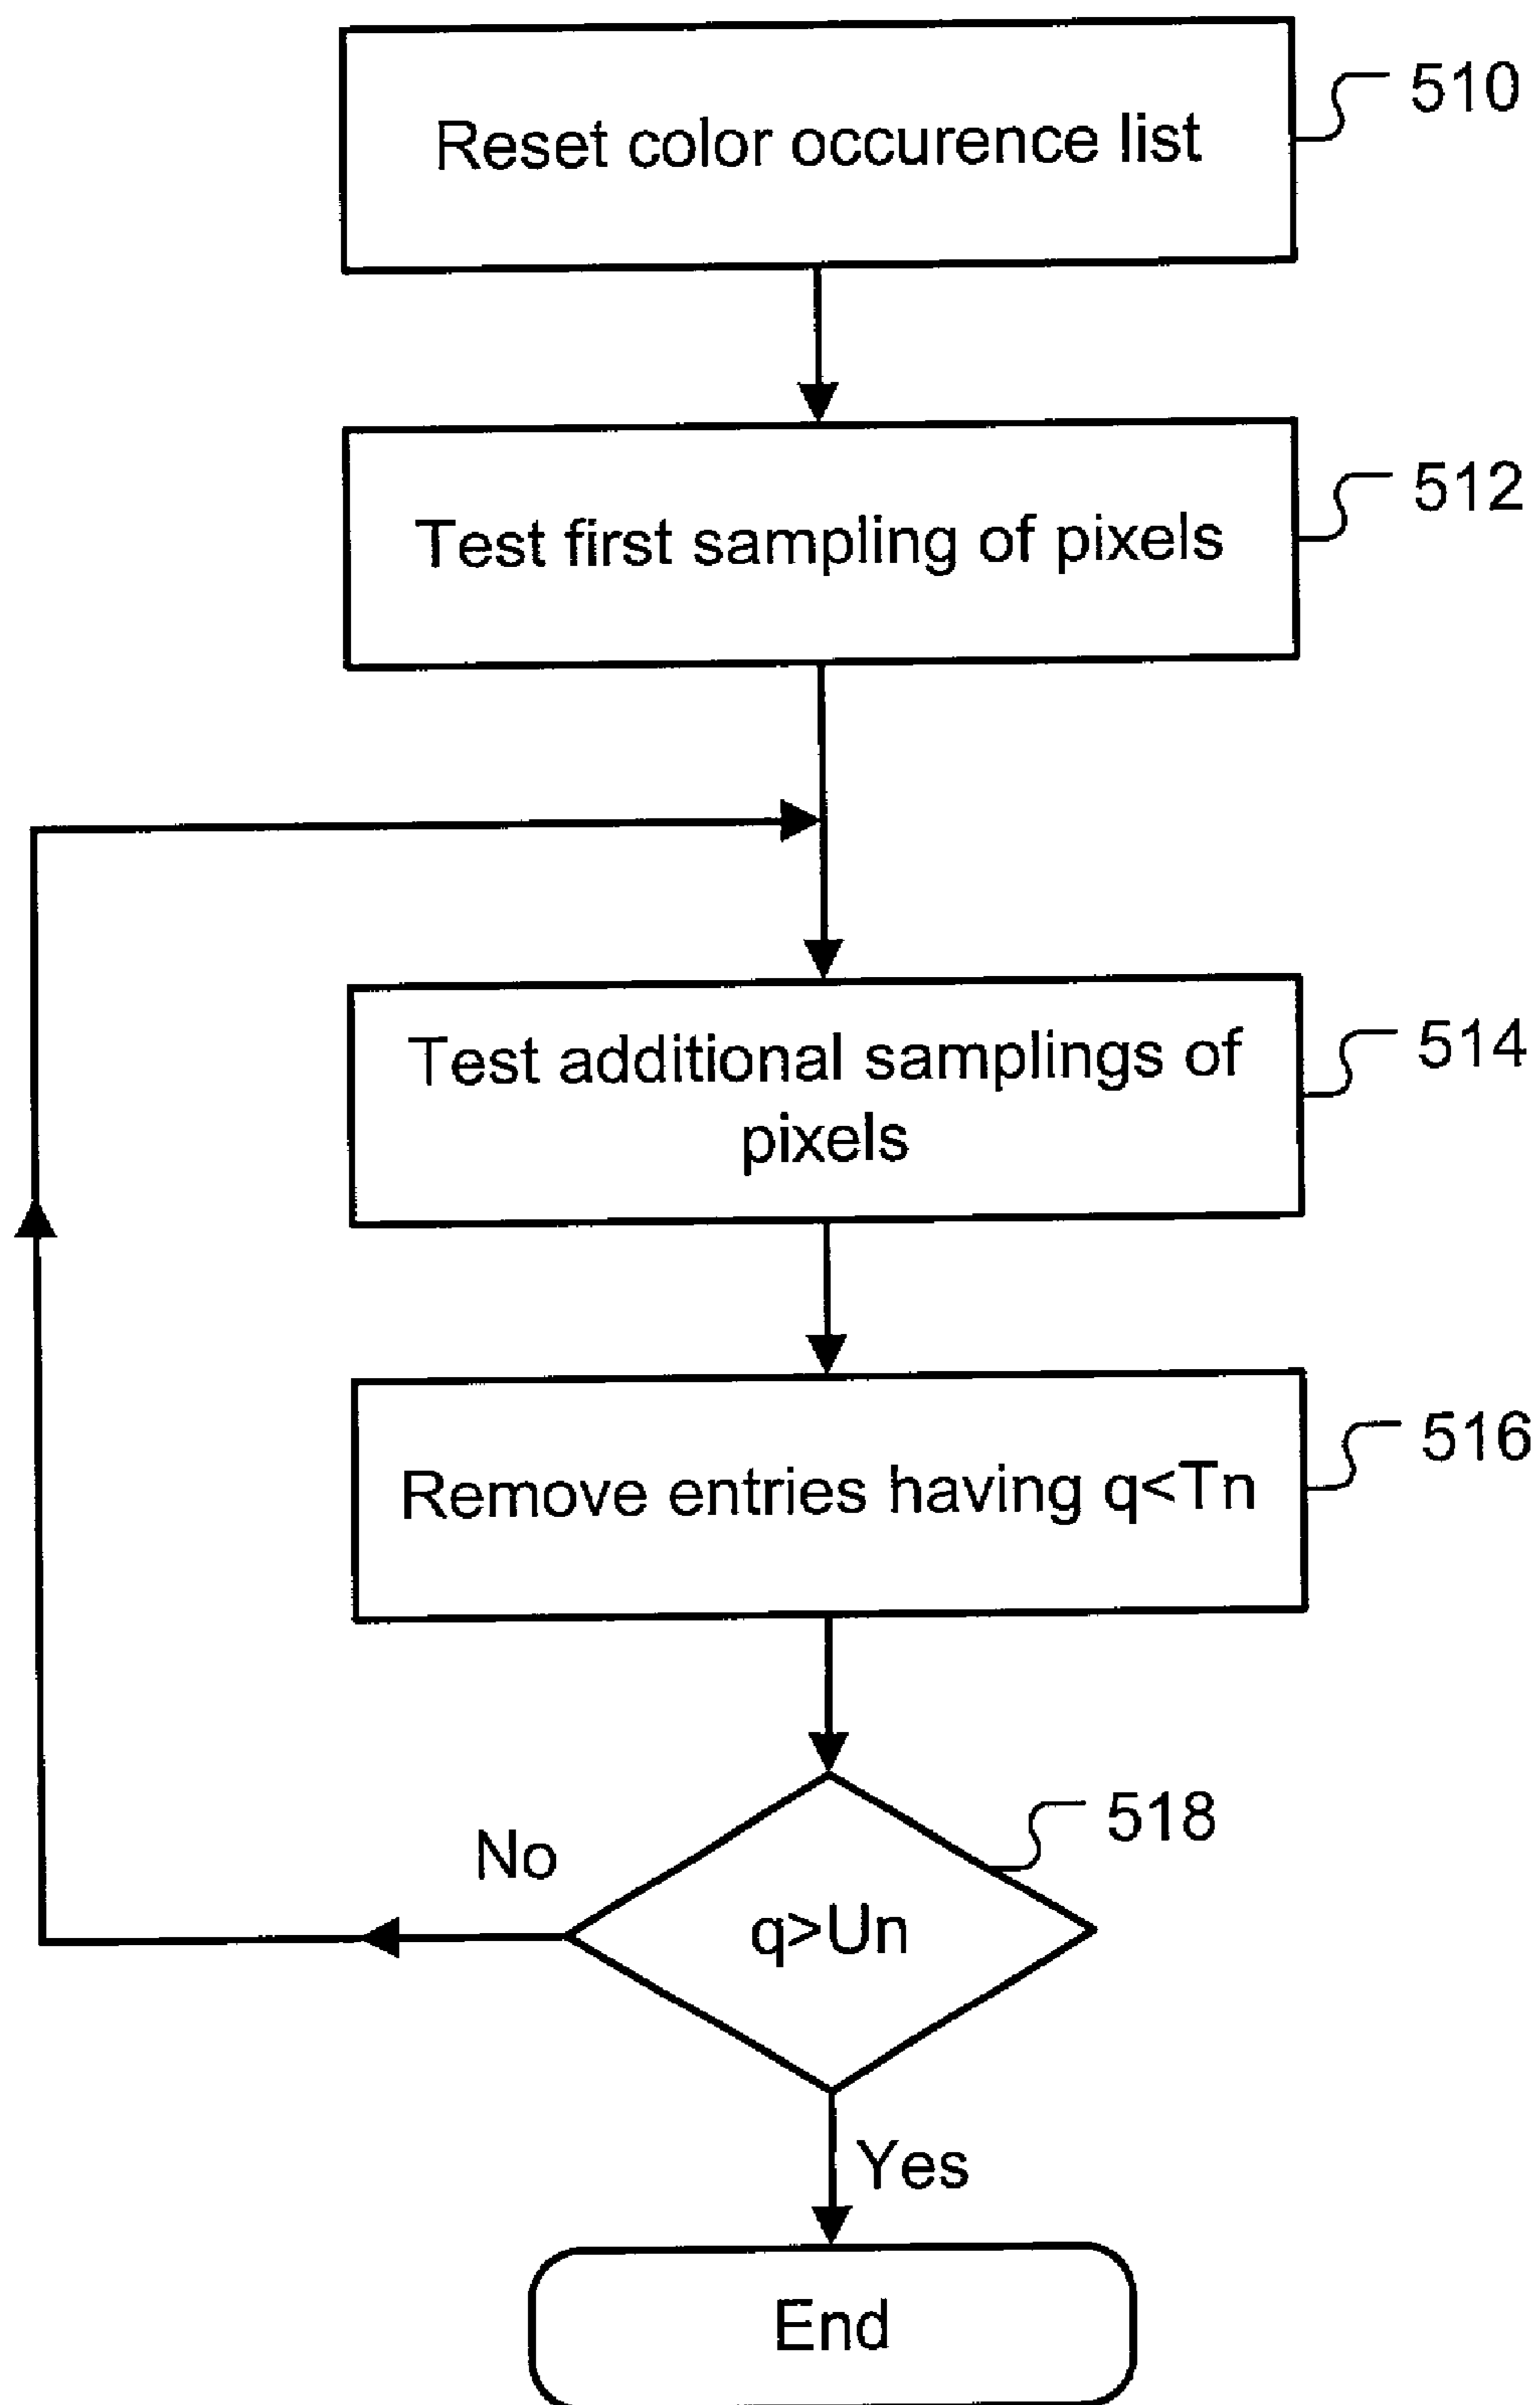 Reset color occurence list
510
Test first sampling of pixels
512
Test additional samplings of
pixels
514
Remove entries having q<Tn
516
518
No
q>Un
Yes
End